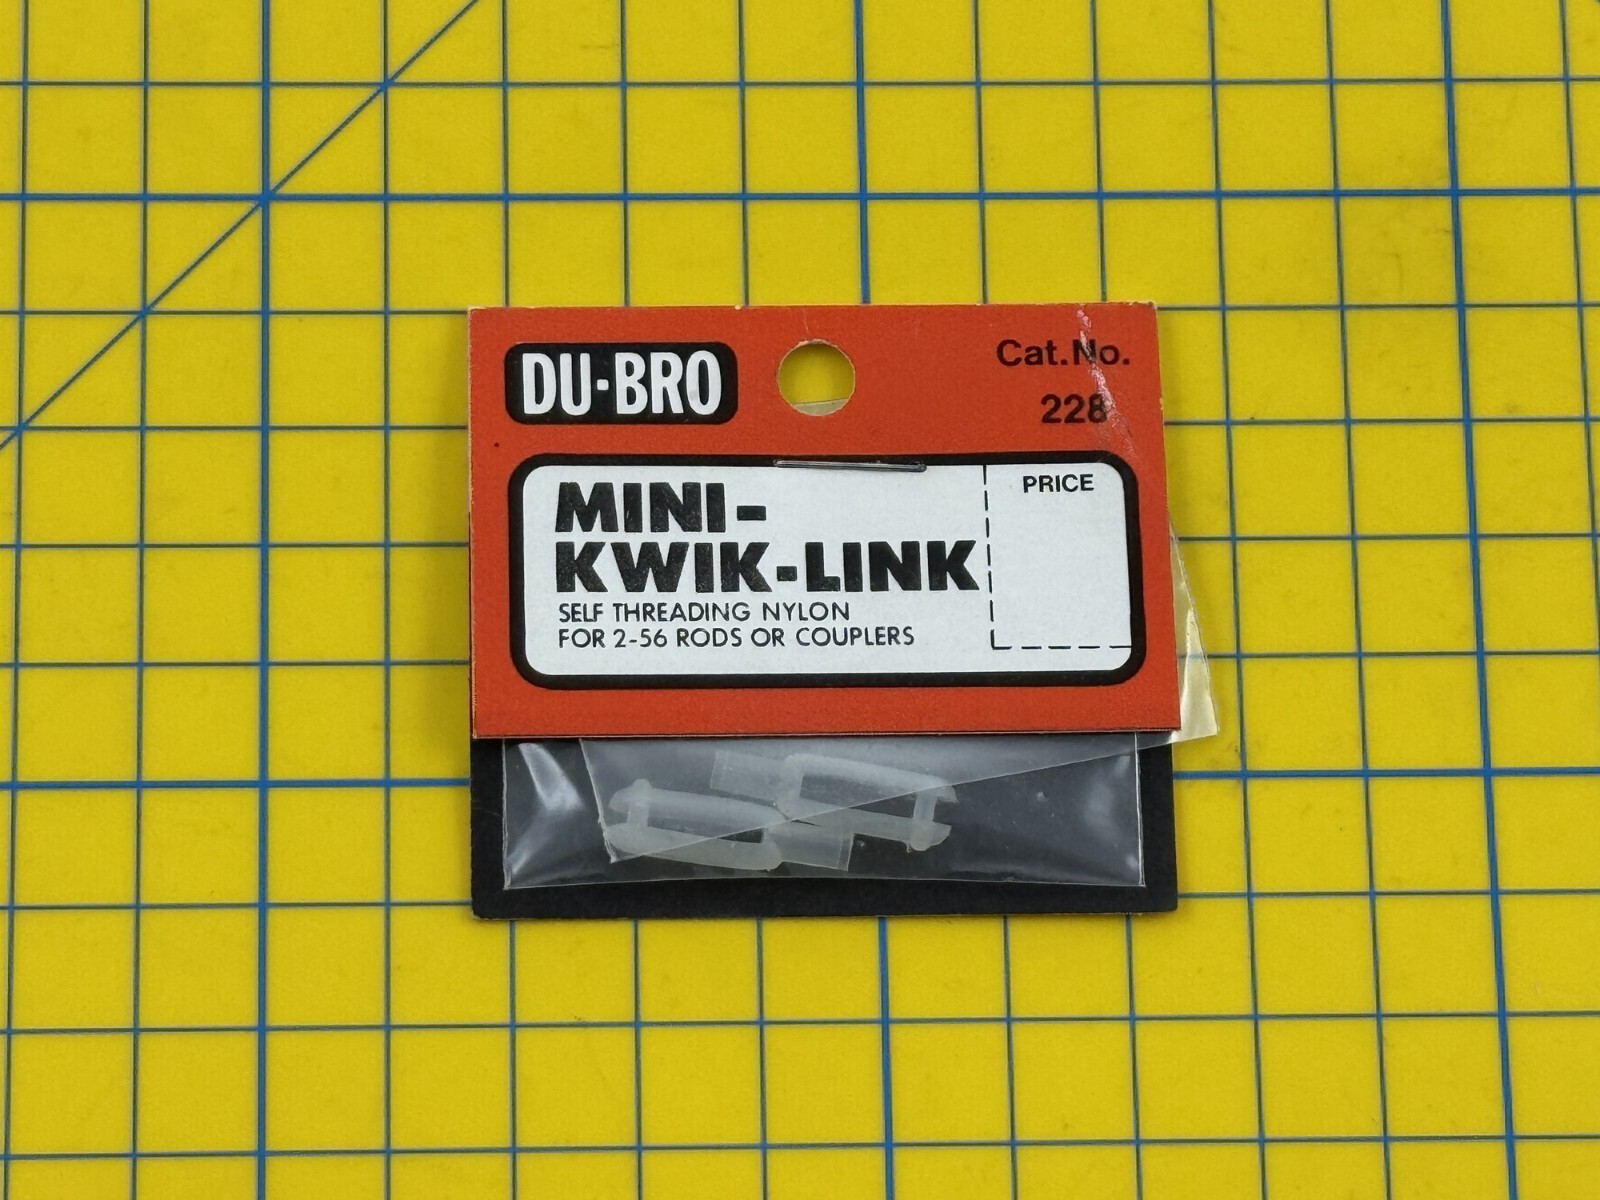 DU-BRO
Cat.No.
228
MINI-
KWIK-LINK
SELF THREADING NYLON
FOR 2-56 RODS OR COUPLERS
PRICE